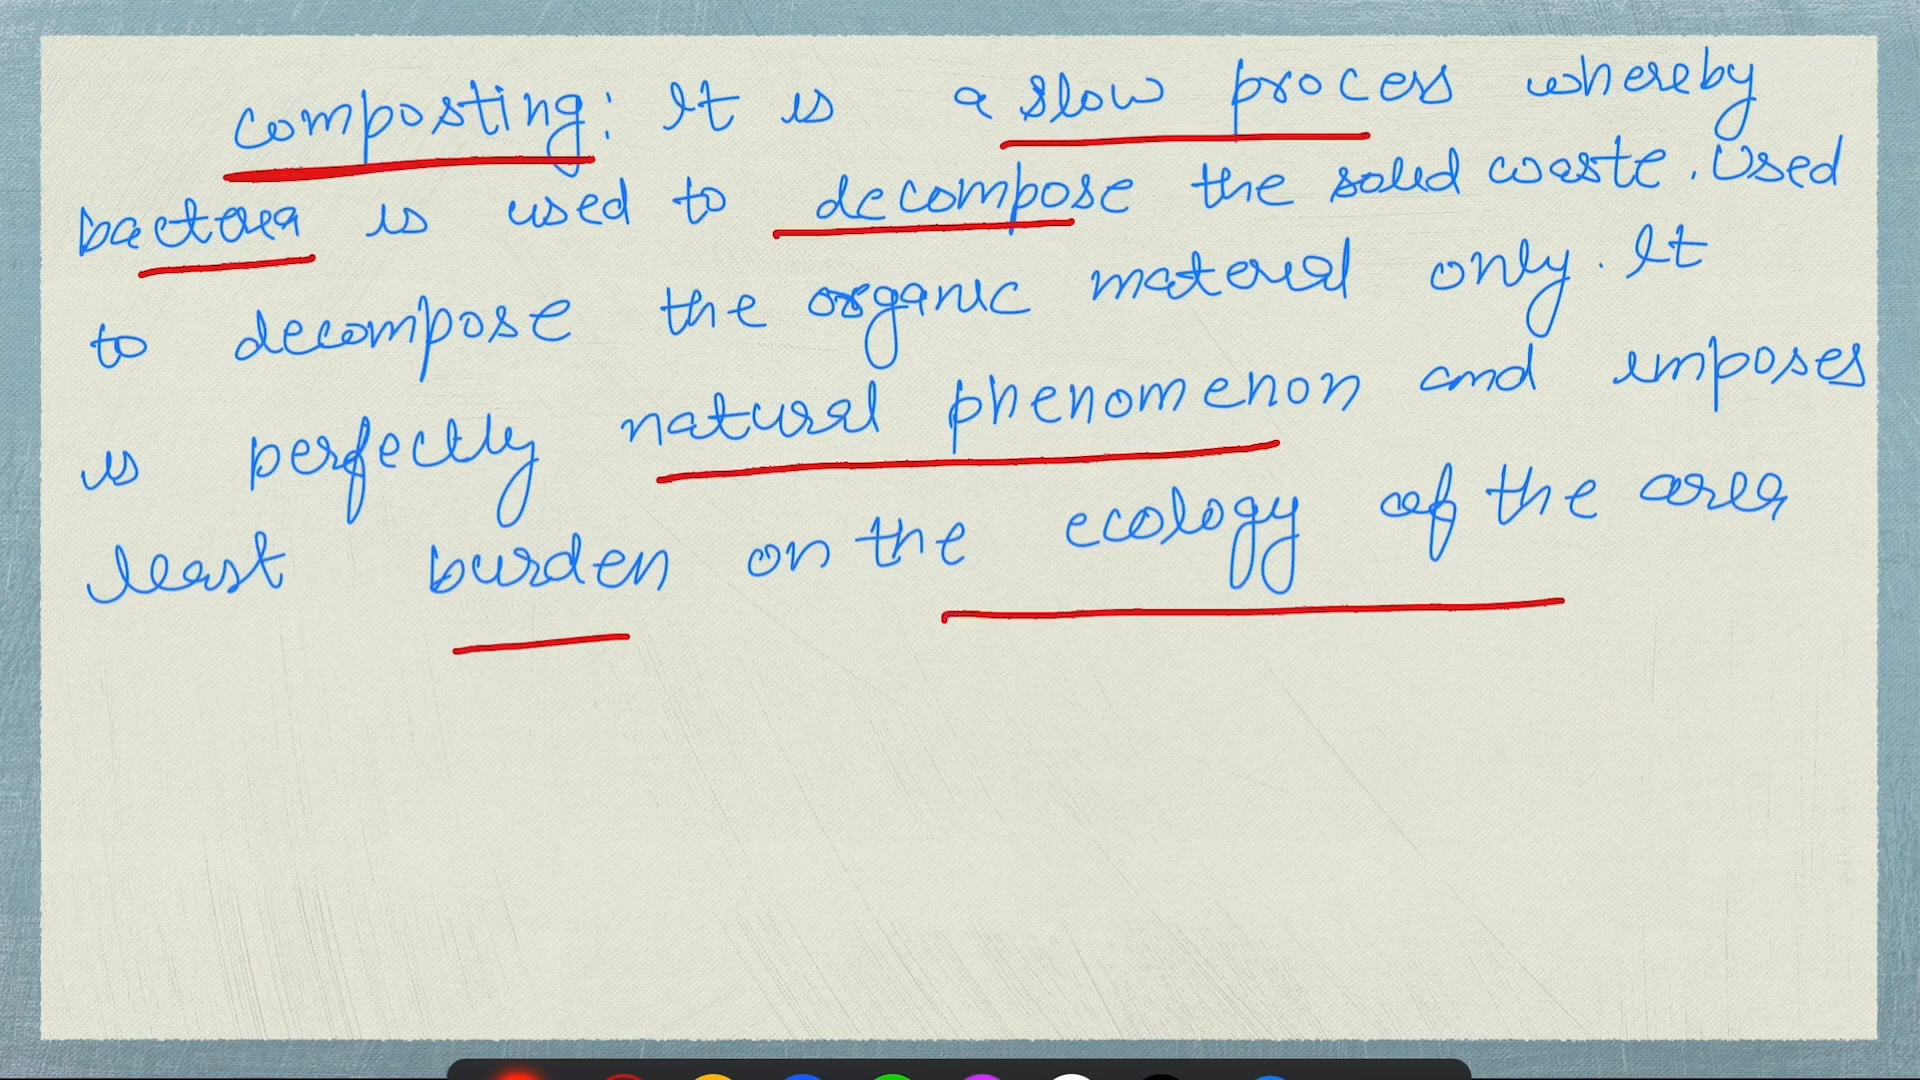 composting: It is a slow process whereby
bacteria is used to decompose the solid waste. Used
to decompose the organic material only. It
is perfectly natural phenomenon and imposes
least burden on the ecology of the area